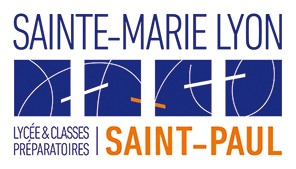 SAINTE-MARIE LYON
LYCÉE & CLASSES
PRÉPARATOIRES
SAINT-PAUL